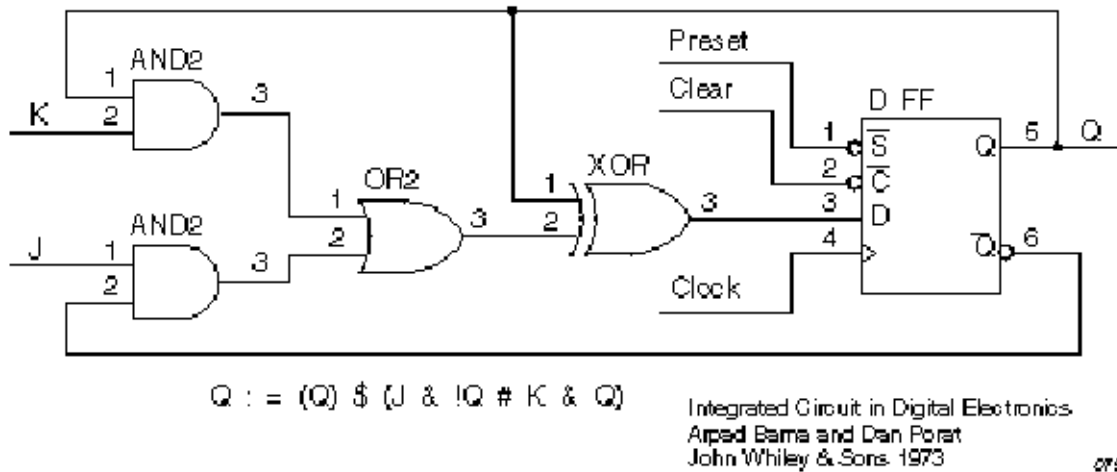 Preset
AND2
1
3
Clear
D FF
K
2
1
S
Q
5
Q
XOR
2
C
OR2
1
3
3
D
AND2
1
3
2
2
4
Q
6
J
1
3
2
Clock
Q : = (Q) $ (J & !Q # K & Q)
Integrated Circuit in Digital Electronics
Arpad Barna and Dan Porat
John Whiley & Sons 1973